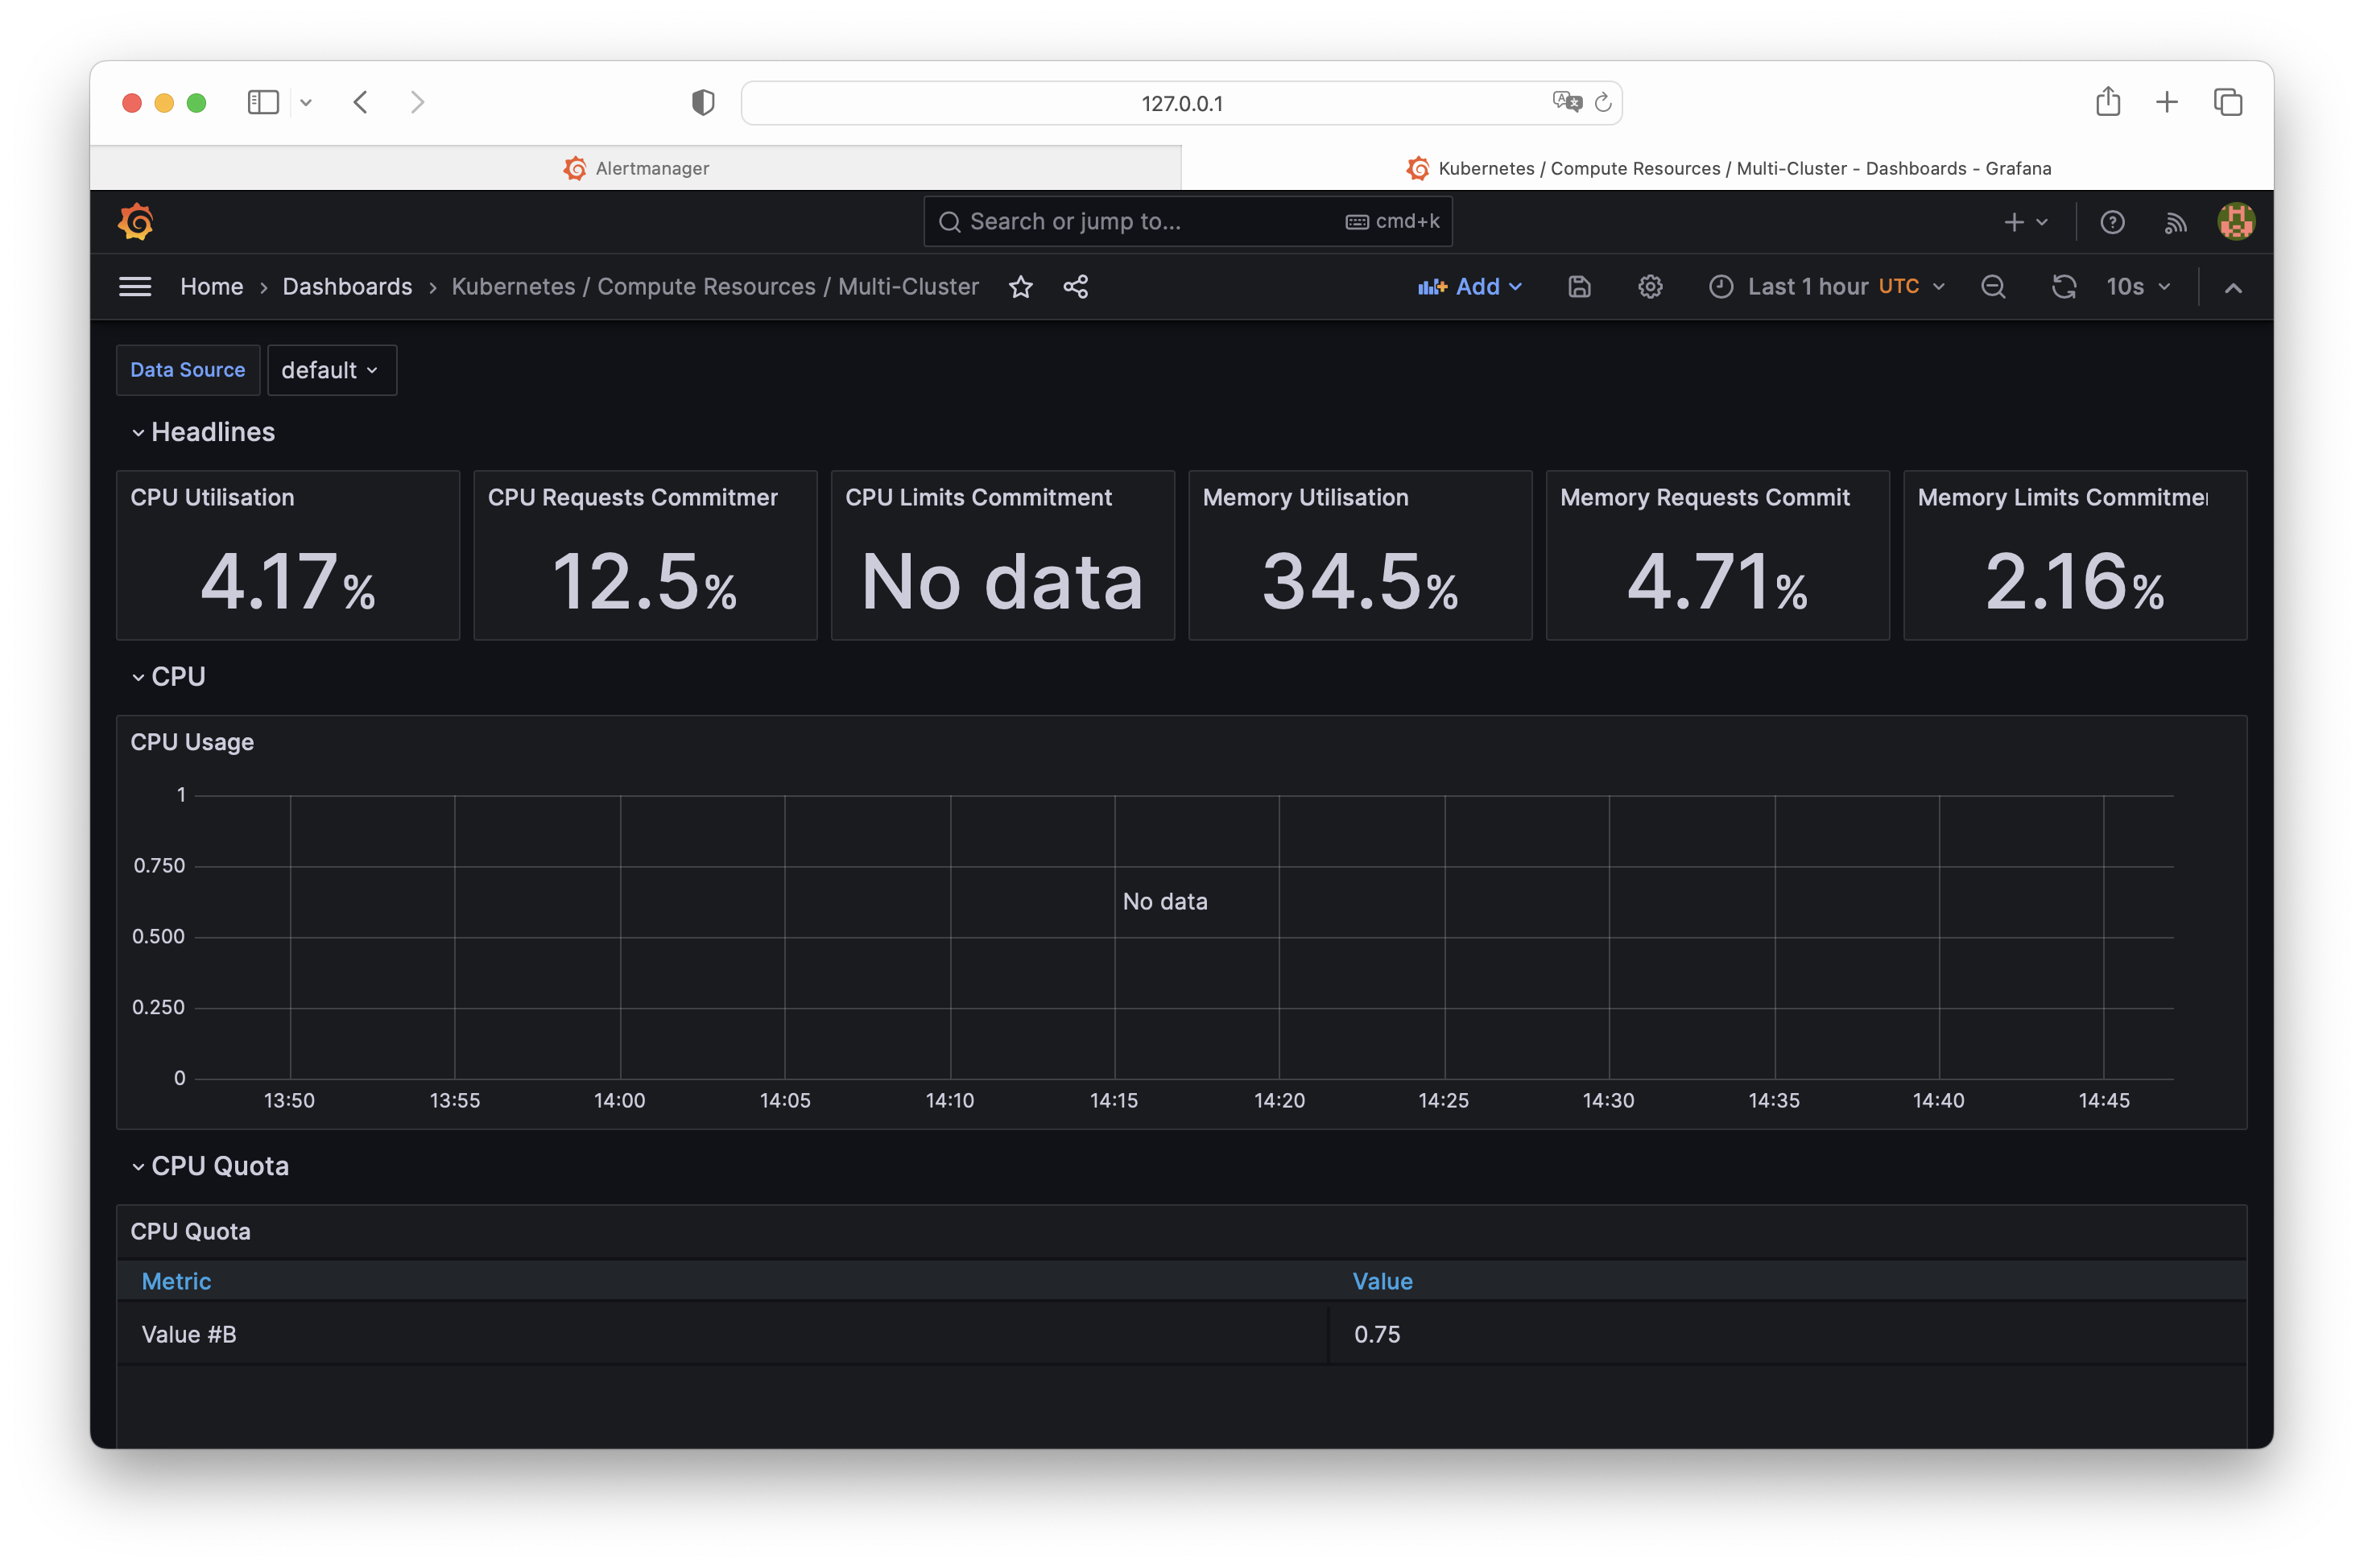 127.0.0.1
Alertmanager
Kubernetes / Compute Resources / Multi-Cluster - Dashboards - Grafana
Search or jump to... cmd+k
Home › Dashboards › Kubernetes / Compute Resources / Multi-Cluster Add Last 1 hour UTC 10s
Data Source default
Headlines
CPU Utilisation CPU Requests Commitmer CPU Limits Commitment Memory Utilisation Memory Requests Commit Memory Limits Commitme
4.17% 12.5% No data 34.5% 4.71% 2.16%
CPU
CPU Usage
1
0.750
No data
0.500
0.250
0
13:50 13:55 14:00 14:05 14:10 14:15 14:20 14:25 14:30 14:35 14:40 14:45
CPU Quota
CPU Quota
Metric Value
Value #B 0.75